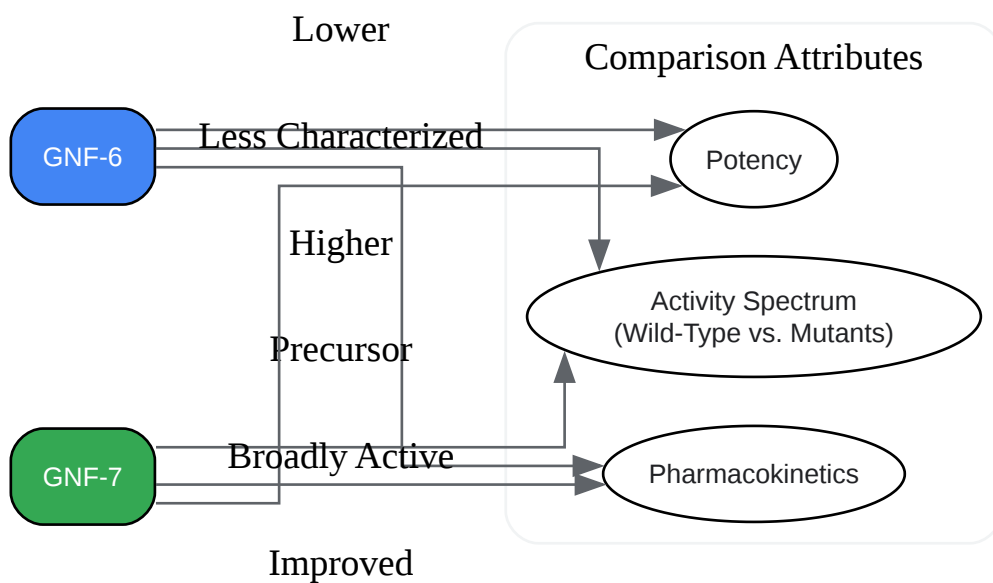 Lower
Comparison Attributes
GNF-6
Less Characterized
Potency
Higher
Activity Spectrum
(Wild-Type vs. Mutants)
Precursor
GNF-7
Broadly Active
Pharmacokinetics
Improved